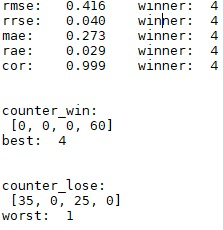 rmse: 0.416 winner: 4
rrse: 0.040 winner: 4
mae: 0.273 winner: 4
rae: 0.029 winner: 4
cor: 0.999 winner: 4
counter_win:
[0, 0, 0, 60]
best: 4
counter_lose:
[35, 0, 25, 0]
worst: 1